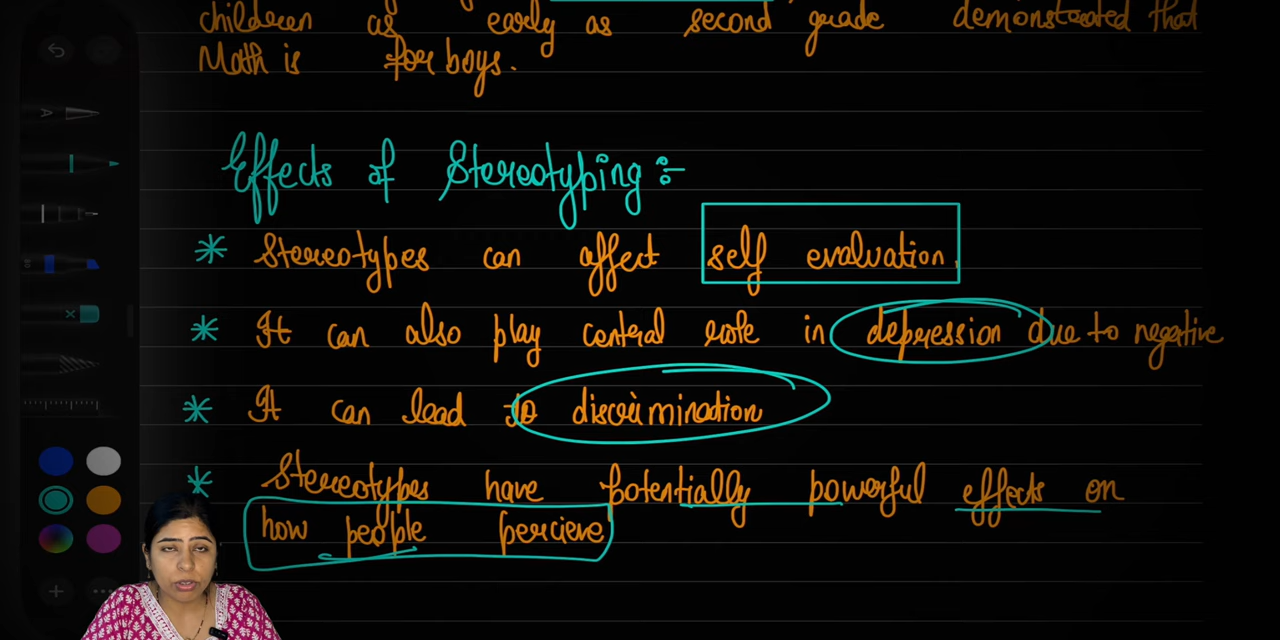 children as early as second grade demonstrated that
Math is for boys.
Effects of Stereotyping :-
* Stereotypes can affect self evaluation.
* It can also play central role in depression due to negative
* It can lead to discrimination
* Stereotypes have potentially powerful effects on
how people percieve